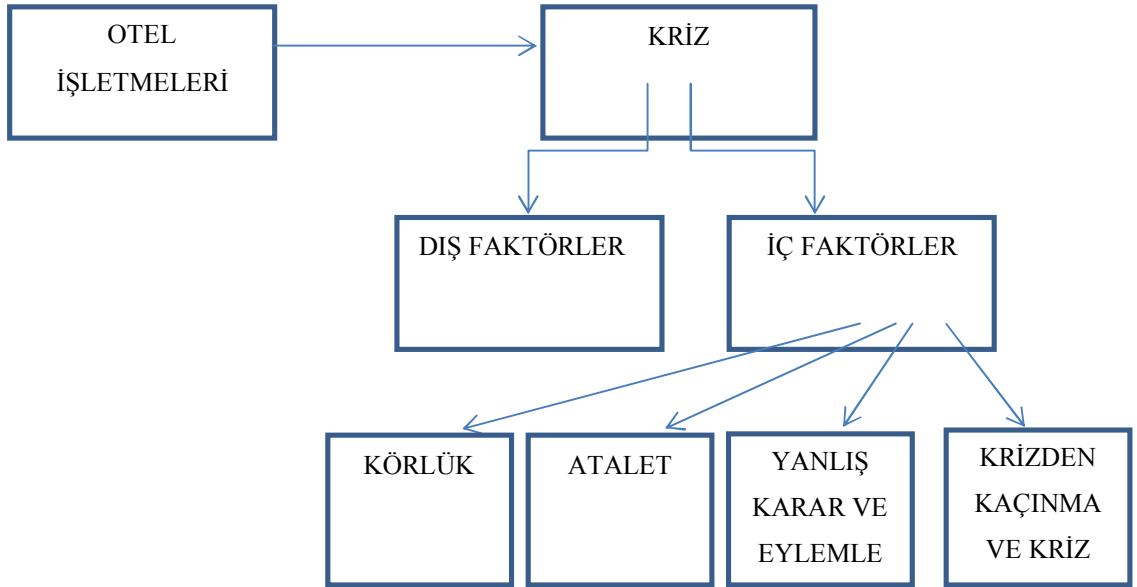 OTEL
İŞLETMELERİ
KRİZ
DIŞ FAKTÖRLER
İÇ FAKTÖRLER
KÖRLÜK
ATALET
YANLIŞ
KARAR VE
EYLEMLE
KRİZDEN
KAÇINMA
VE KRİZ